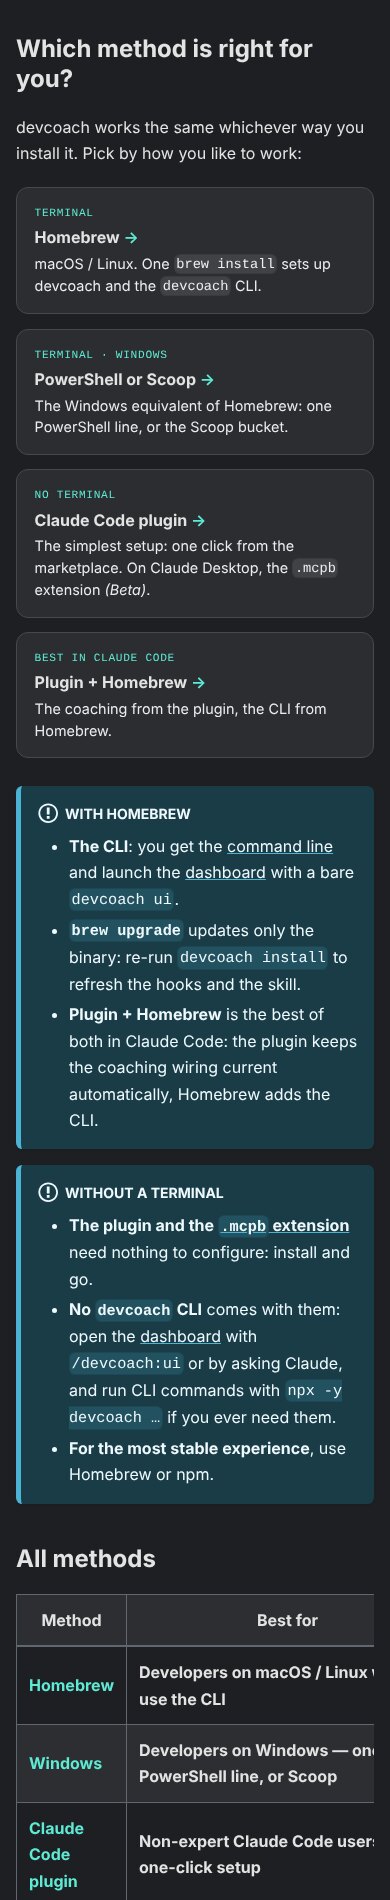 Which method is right for
you?
devcoach works the same whichever way you
install it. Pick by how you like to work:
TERMINAL
Homebrew →
macOS / Linux. One brew install sets up
devcoach and the devcoach CLI.
TERMINAL · WINDOWS
PowerShell or Scoop →
The Windows equivalent of Homebrew: one
PowerShell line, or the Scoop bucket.
NO TERMINAL
Claude Code plugin →
The simplest setup: one click from the
marketplace. On Claude Desktop, the .mcpb
extension (Beta).
BEST IN CLAUDE CODE
Plugin + Homebrew →
The coaching from the plugin, the CLI from
Homebrew.
WITH HOMEBREW
• The CLI: you get the command line
and launch the dashboard with a bare
devcoach ui.
• brew upgrade updates only the
binary: re-run devcoach install to
refresh the hooks and the skill.
• Plugin + Homebrew is the best of
both in Claude Code: the plugin keeps
the coaching wiring current
automatically, Homebrew adds the
CLI.
WITHOUT A TERMINAL
• The plugin and the .mcpb extension
need nothing to configure: install and
go.
• No devcoach CLI comes with them:
open the dashboard with
/devcoach:ui or by asking Claude,
and run CLI commands with npx -y
devcoach … if you ever need them.
• For the most stable experience, use
Homebrew or npm.
All methods
Method Best for
Homebrew
Developers on macOS / Linux
use the CLI
Windows
Developers on Windows —
PowerShell line, or Scoop
Claude
Code
plugin
Non-expert Claude Code users
one-click setup